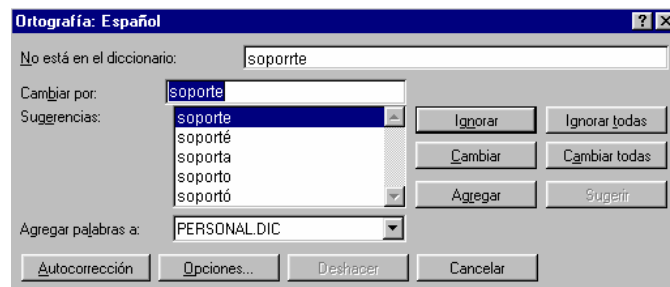 Ortografía: Español
No está en el diccionario: soporrte
Cambiar por: soporte
Sugerencias: soporte
soporté
soporta
soporto
soportó
Ignorar Ignorar todas
Cambiar Cambiar todas
Agregar Sugerir
Agregar palabras a: PERSONAL.DIC
Autocorrección Opciones... Deshacer Cancelar